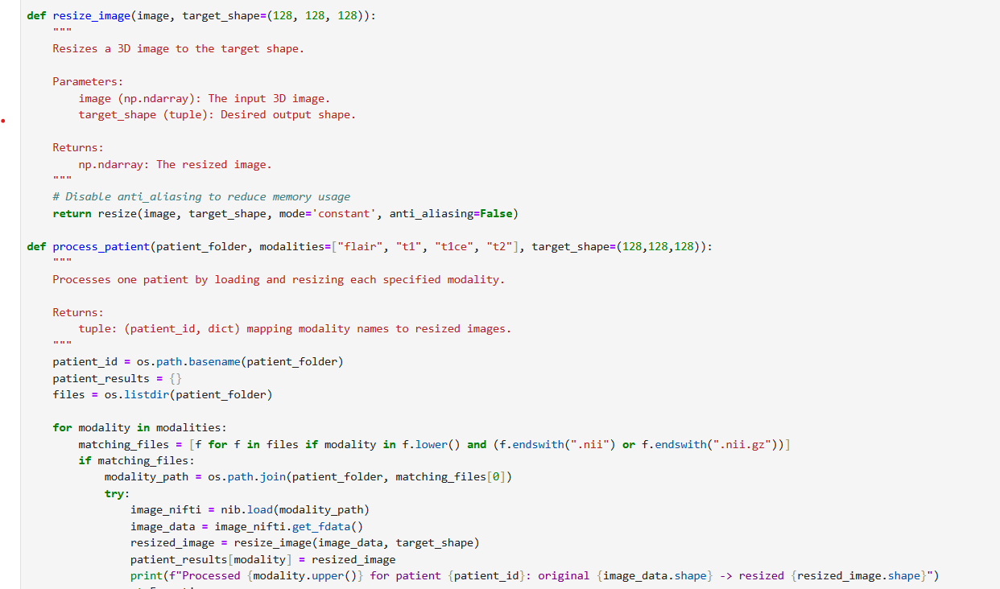 def resize_image(image, target_shape=(128, 128, 128)):
    """
    Resizes a 3D image to the target shape.

    Parameters:
        image (np.ndarray): The input 3D image.
        target_shape (tuple): Desired output shape.

    Returns:
        np.ndarray: The resized image.
    """
    # Disable anti_aliasing to reduce memory usage
    return resize(image, target_shape, mode='constant', anti_aliasing=False)

def process_patient(patient_folder, modalities=["flair", "t1", "t1ce", "t2"], target_shape=(128,128,128)):
    """
    Processes one patient by loading and resizing each specified modality.

    Returns:
        tuple: (patient_id, dict) mapping modality names to resized images.
    """
    patient_id = os.path.basename(patient_folder)
    patient_results = {}
    files = os.listdir(patient_folder)

    for modality in modalities:
        matching_files = [f for f in files if modality in f.lower() and (f.endswith(".nii") or f.endswith(".nii.gz"))]
        if matching_files:
            modality_path = os.path.join(patient_folder, matching_files[0])
            try:
                image_nifti = nib.load(modality_path)
                image_data = image_nifti.get_fdata()
                resized_image = resize_image(image_data, target_shape)
                patient_results[modality] = resized_image
                print(f"Processed {modality.upper()} for patient {patient_id}: original {image_data.shape} -> resized {resized_image.shape}")